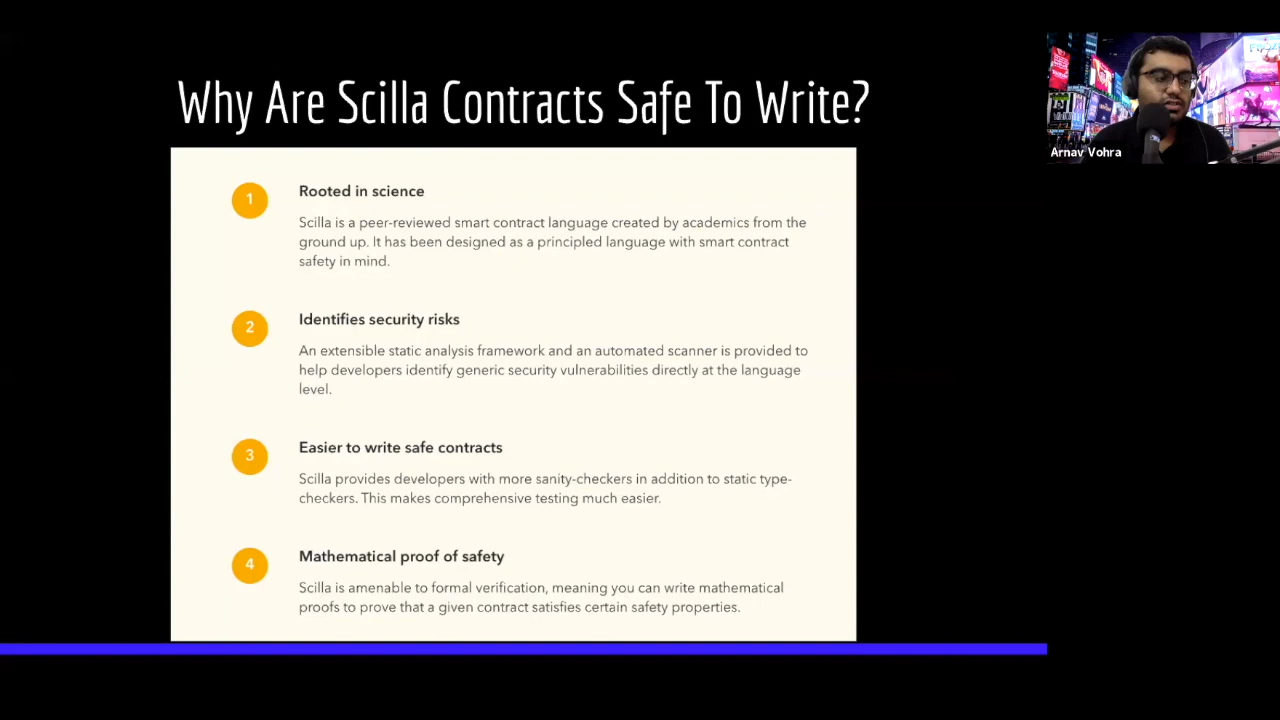 Why Are Scilla Contracts Safe To Write?
1
Rooted in science
Scilla is a peer-reviewed smart contract language created by academics from the
ground up. It has been designed as a principled language with smart contract
safety in mind.
2
Identifies security risks
An extensible static analysis framework and an automated scanner is provided to
help developers identify generic security vulnerabilities directly at the language
level.
3
Easier to write safe contracts
Scilla provides developers with more sanity-checkers in addition to static type-
checkers. This makes comprehensive testing much easier.
4
Mathematical proof of safety
Scilla is amenable to formal verification, meaning you can write mathematical
proofs to prove that a given contract satisfies certain safety properties.
Arnav Vohra